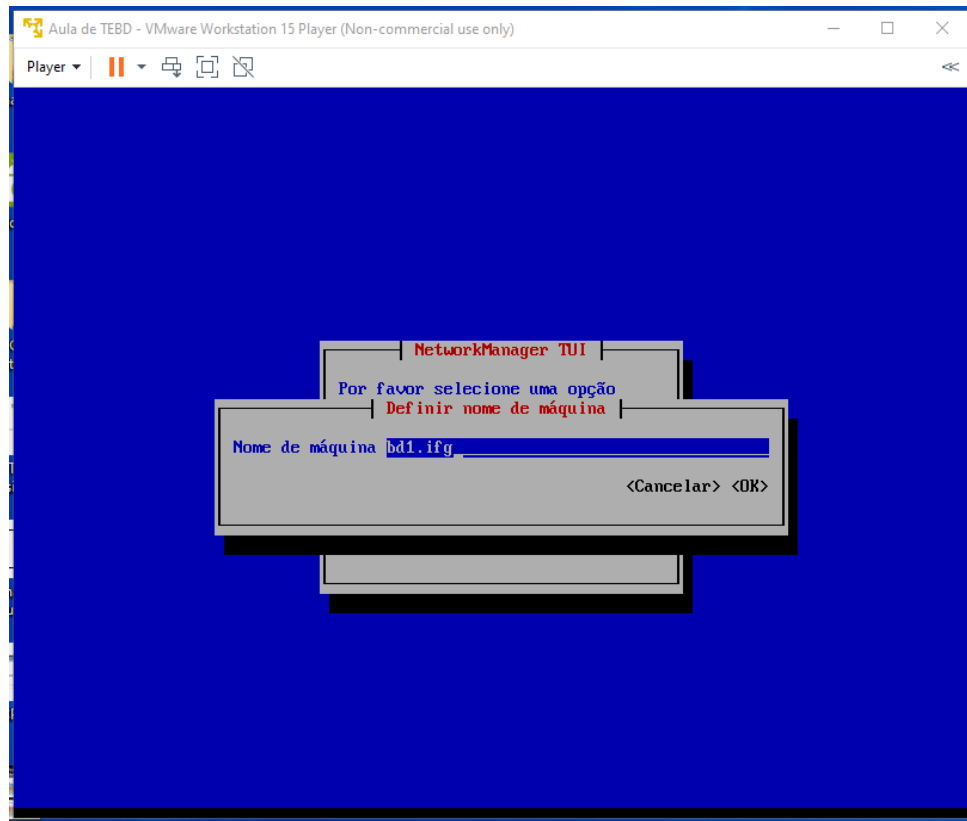 Aula de TEBD - VMware Workstation 15 Player (Non-commercial use only)
Player
NetworkManager TUI
Por favor selecione uma opção
Definir nome de máquina
Nome de máquina bd1.ifg
<Cancelar> <OK>